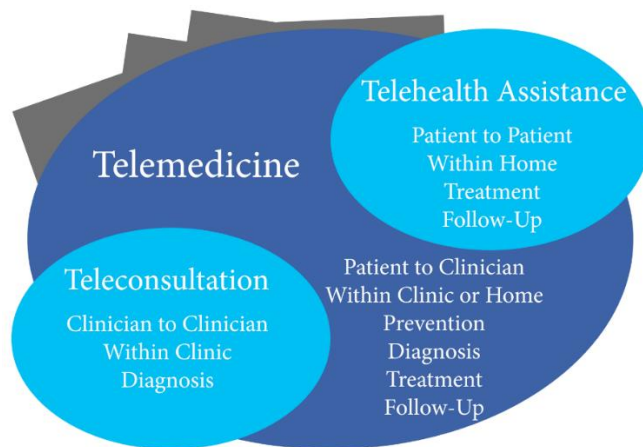 Telehealth Assistance
Patient to Patient
Within Home
Treatment
Follow-Up
Telemedicine
Patient to Clinician
Within Clinic or Home
Prevention
Diagnosis
Treatment
Follow-Up
Teleconsultation
Clinician to Clinician
Within Clinic
Diagnosis